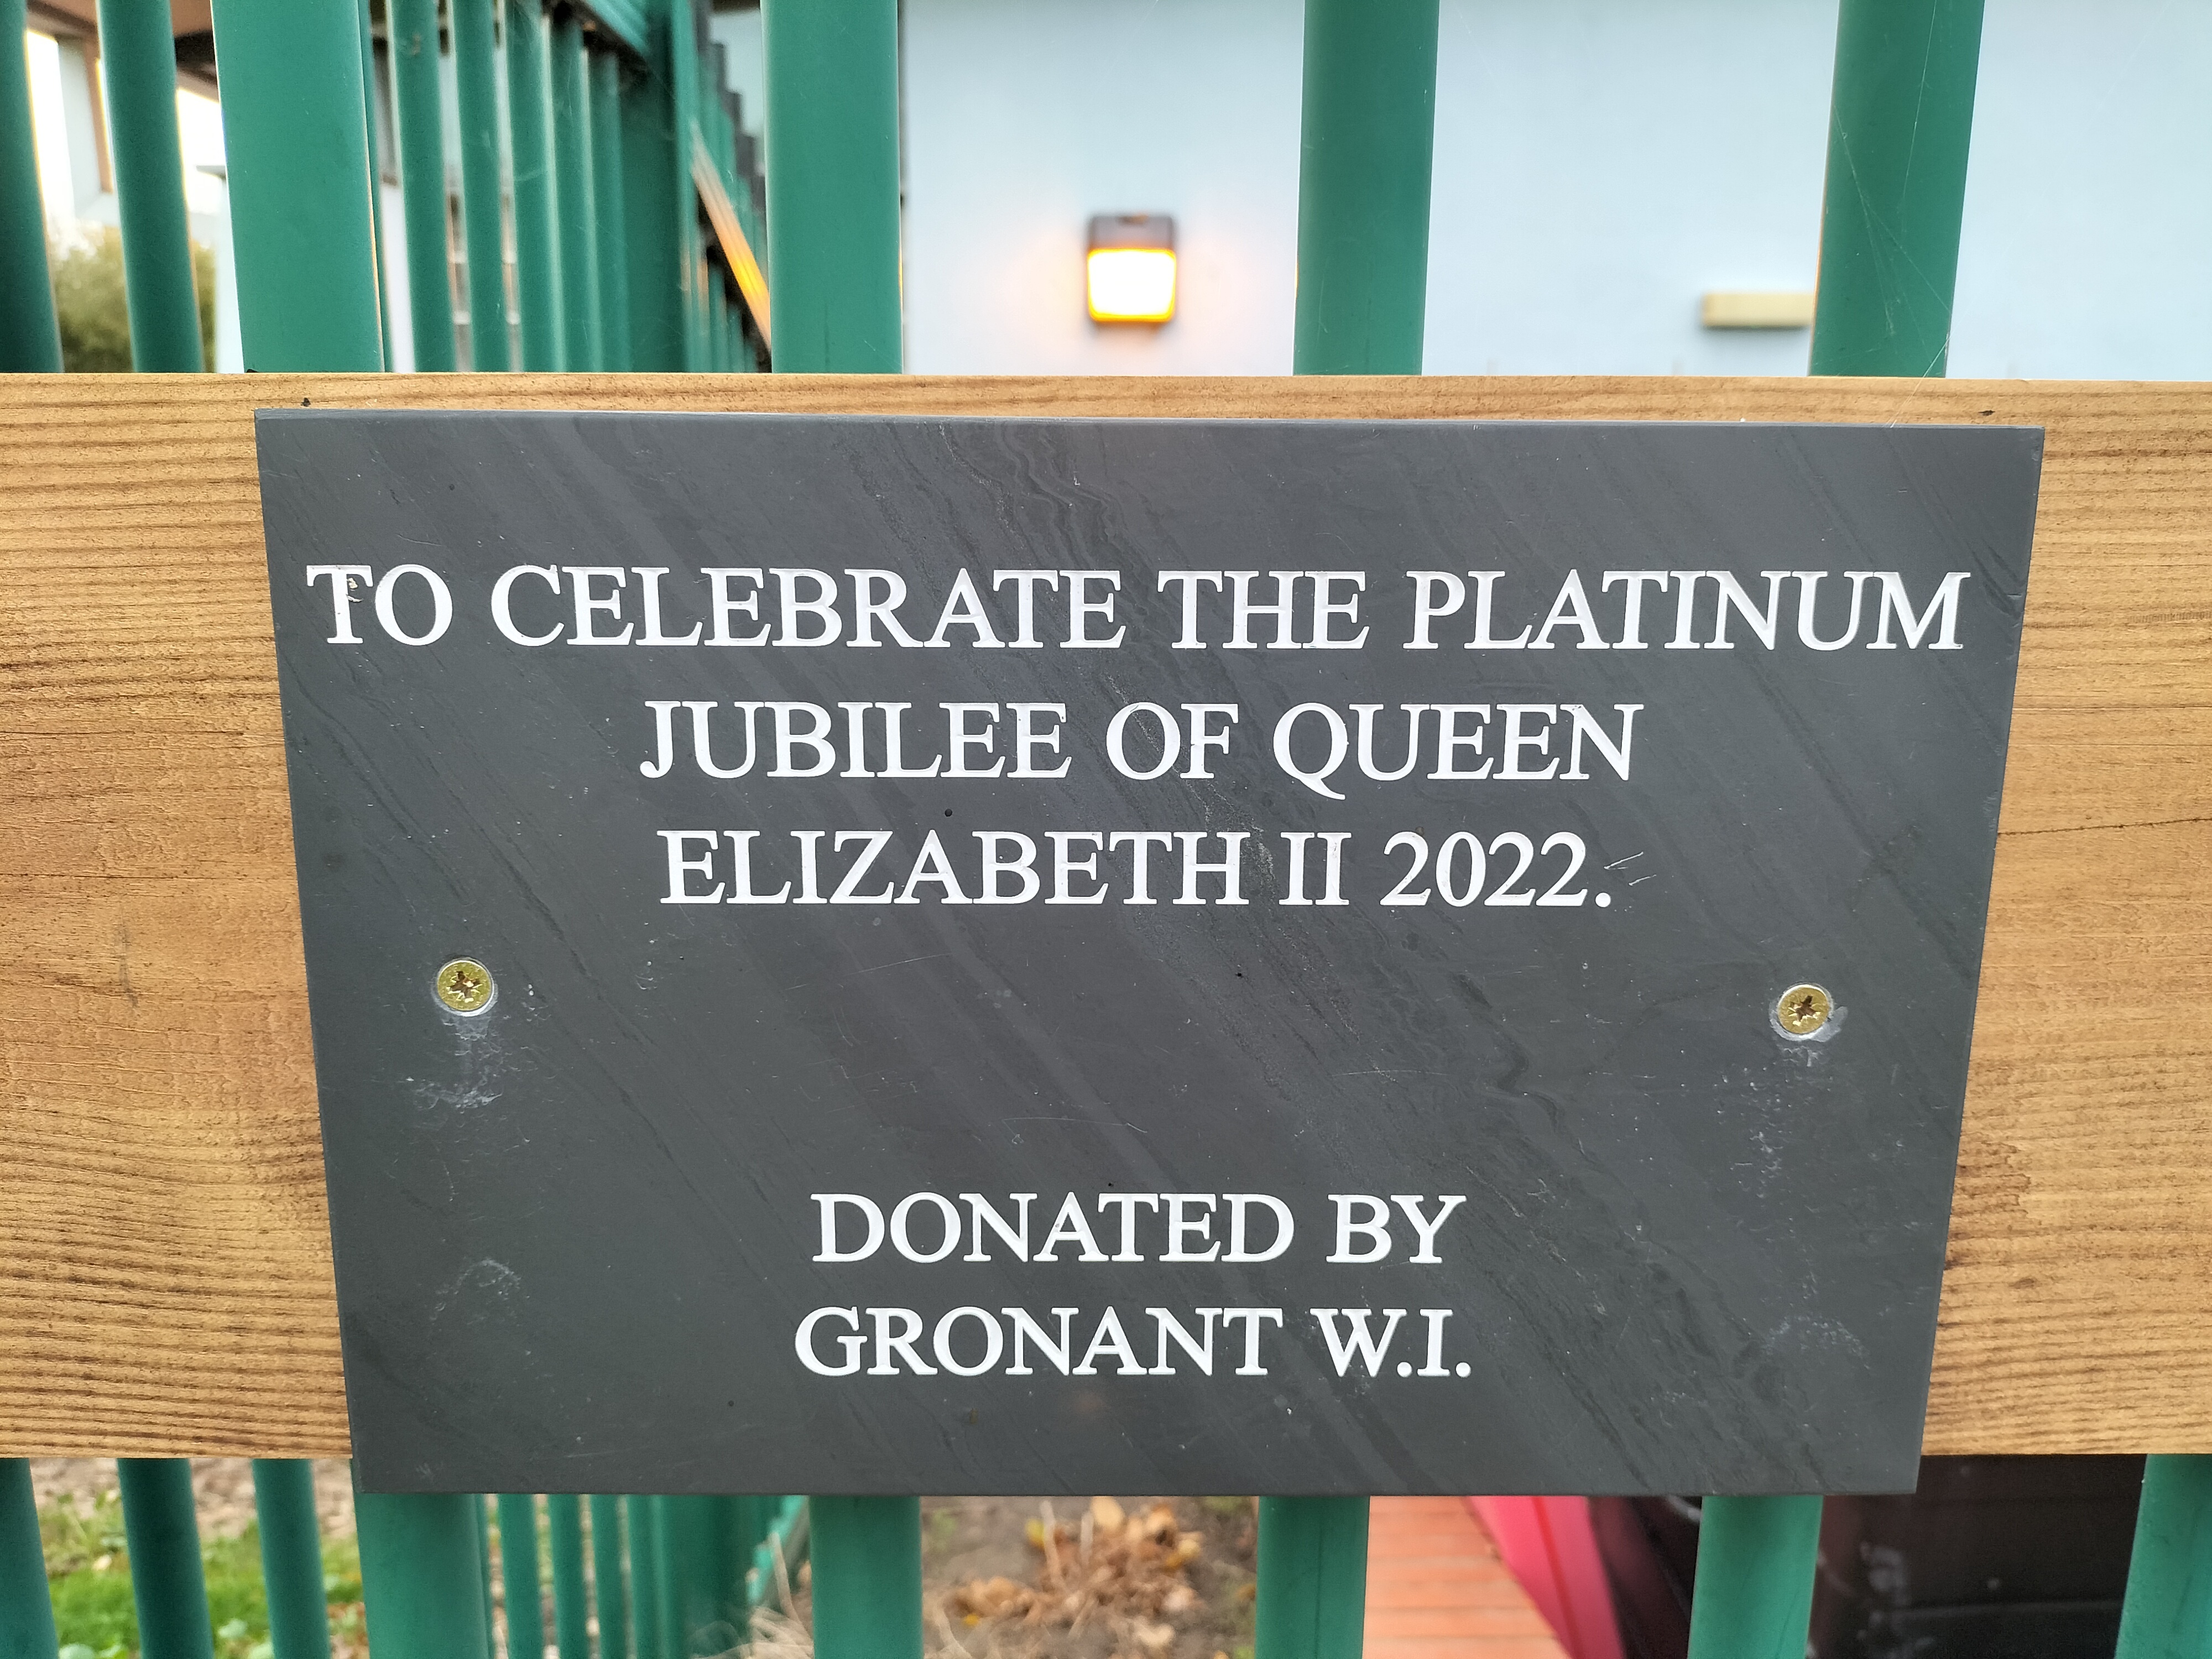 TO CELEBRATE THE PLATINUM
JUBILEE OF QUEEN
ELIZABETH II 2022.
DONATED BY
GRONANT W.I.